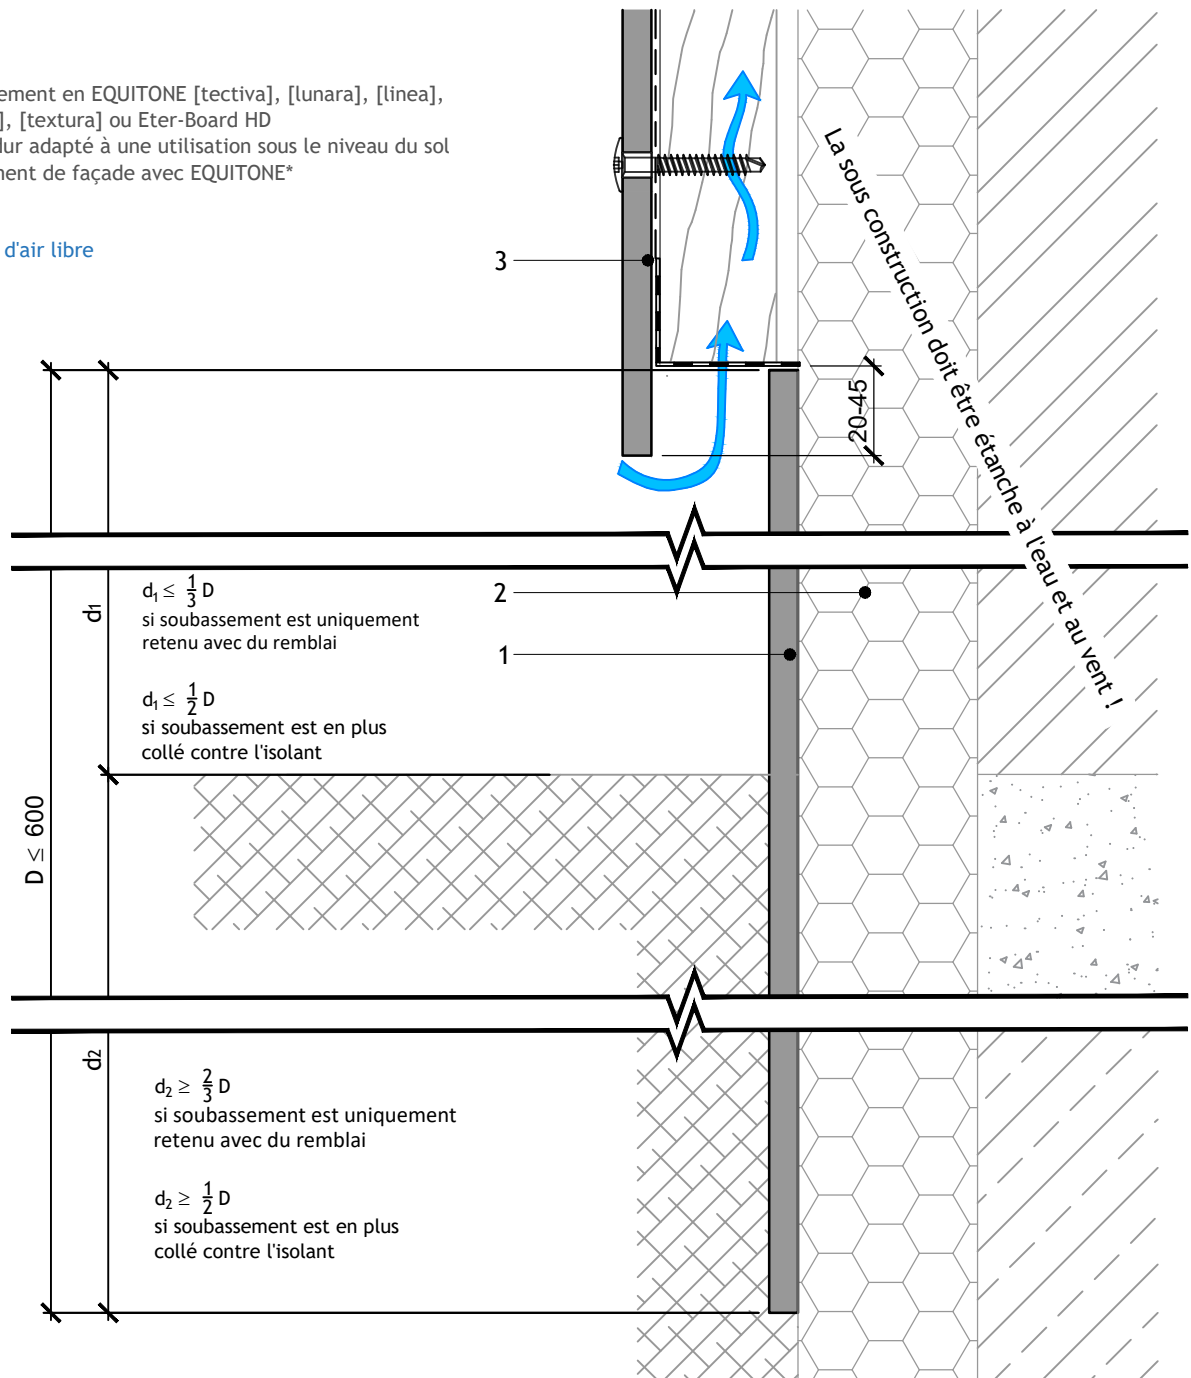 ement en EQUITONE [tectiva], [lunara], [linea],
], [textura] ou Eter-Board HD
dur adapté à une utilisation sous le niveau du sol
ment de façade avec EQUITONE*
d'air libre
3
La sous construction doit être étanche à l'eau et au vent !
20-45
d1 ≤ 1/3 D
si soubassement est uniquement
retenu avec du remblai
d1
2
1
d1 ≤ 1/2 D
si soubassement est en plus
collé contre l'isolant
D ≤ 600
d2
d2 ≥ 2/3 D
si soubassement est uniquement
retenu avec du remblai
d2 ≥ 1/2 D
si soubassement est en plus
collé contre l'isolant